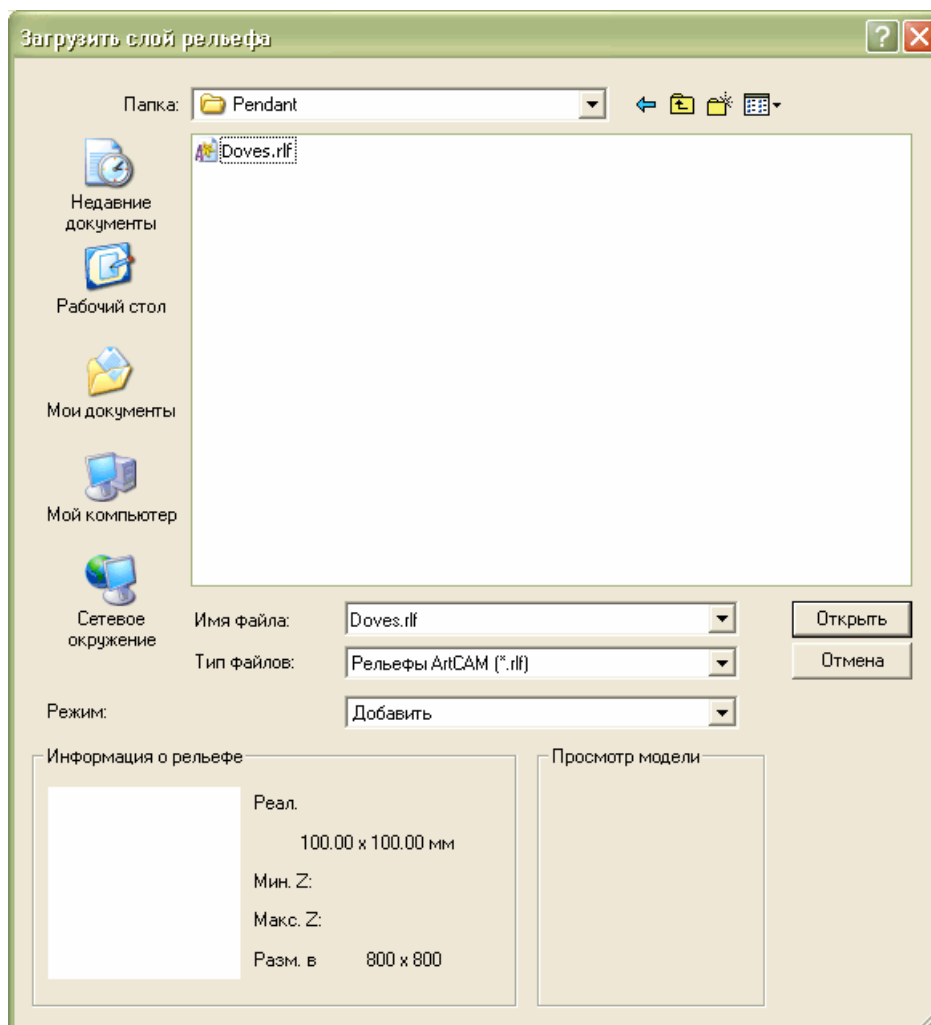 Загрузить слой рельефа
Папка: Pendant
Doves.rlf
Недавние
документы
Рабочий стол
Мои документы
Мой компьютер
Сетевое
окружение
Имя файла: Doves.rlf Открыть
Тип файлов: Рельефы ArtCAM (*.rlf) Отмена
Режим: Добавить
Информация о рельефе
Реал.
100.00 x 100.00 мм
Мин. Z:
Макс. Z:
Разм. в 800 x 800
Просмотр модели